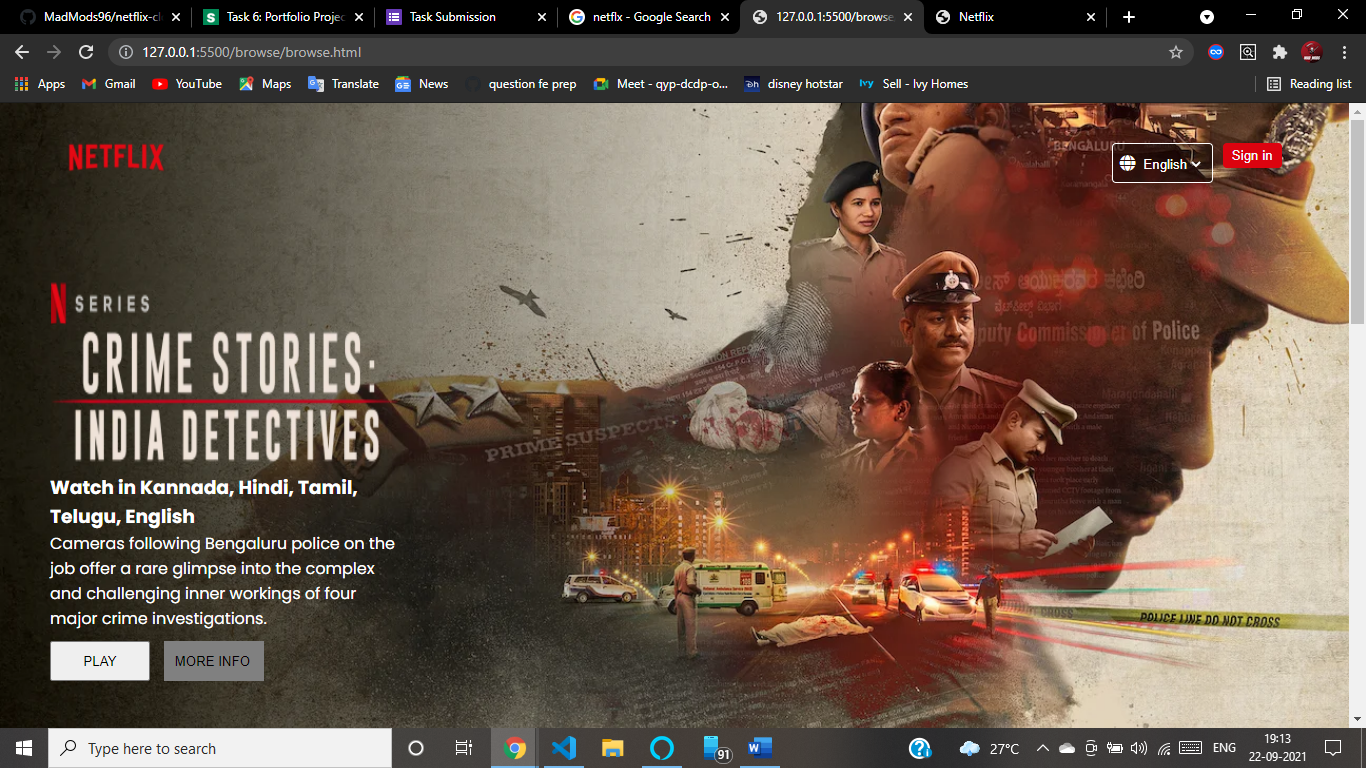 MadMods96/netflix-cl
Task 6: Portfolio Projec
Task Submission
netflx - Google Search
127.0.0.1:5500/browse
Netflix
127.0.0.1:5500/browse/browse.html
Apps
Gmail
YouTube
Maps
Translate
News
question fe prep
Meet - qyp-dcdp-o...
disney hotstar
Sell - Ivy Homes
Reading list
NETFLIX
BENGALURU
English
Sign in
N SERIES
CRIME STORIES:
INDIA DETECTIVES
ಪೊಲೀಸ್ ಆಯುಕ್ತರವರ ಕಛೇರಿ
Deputy Commissioner of Police
PRIME SUSPECTS
Watch in Kannada, Hindi, Tamil,
Telugu, English
Cameras following Bengaluru police on the
job offer a rare glimpse into the complex
and challenging inner workings of four
major crime investigations.
POLICE LINE DO NOT CROSS
PLAY
MORE INFO
Type here to search
91
27°C
ENG
19:13
22-09-2021